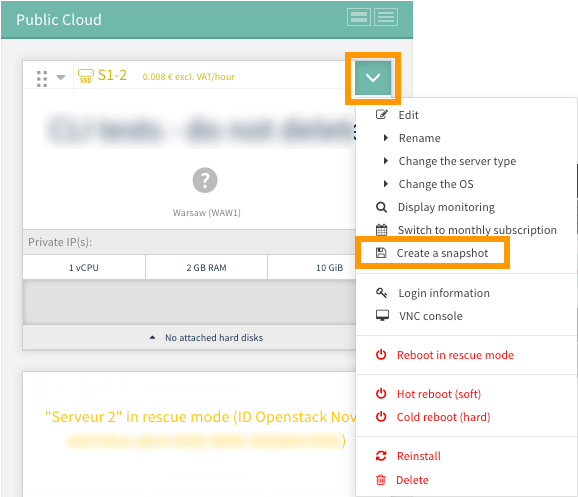 Public Cloud
SSD S1-2 0.008 € excl. VAT/hour
?
Warsaw (WAW1)
Private IP(s):
1 vCPU 2 GB RAM 10 GiB
No attached hard disks
"Serveur 2" in rescue mode (ID Openstack Nov
)
Edit
Rename
Change the server type
Change the OS
Display monitoring
Switch to monthly subscription
Create a snapshot
Login information
VNC console
Reboot in rescue mode
Hot reboot (soft)
Cold reboot (hard)
Reinstall
Delete